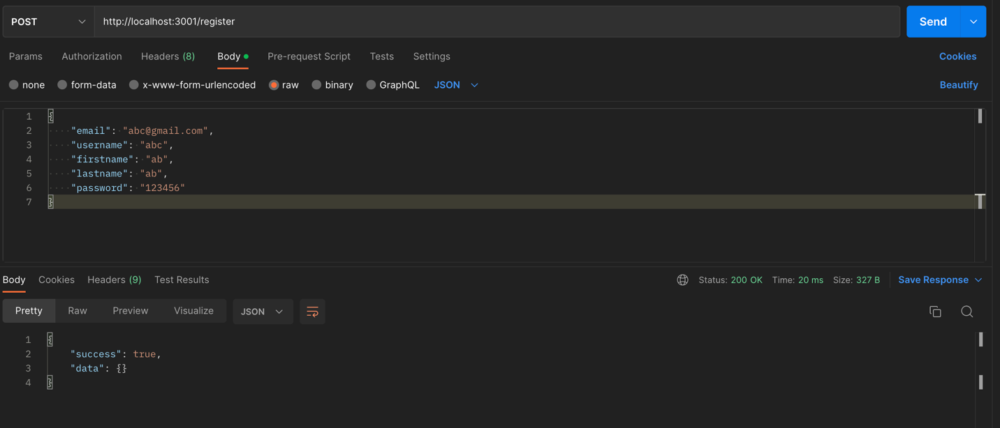 POST http://localhost:3001/register Send
Params Authorization Headers (8) Body Pre-request Script Tests Settings Cookies
none form-data x-www-form-urlencoded raw binary GraphQL JSON Beautify
1 {
2 ····"email":·"abc@gmail.com",
3 ····"username":·"abc",
4 ····"firstname":·"ab",
5 ····"lastname":·"ab",
6 ····"password":·"123456"
7 }
Body Cookies Headers (9) Test Results Status: 200 OK Time: 20 ms Size: 327 B Save Response
Pretty Raw Preview Visualize JSON
1 {
2 "success": true,
3 "data": {}
4 }